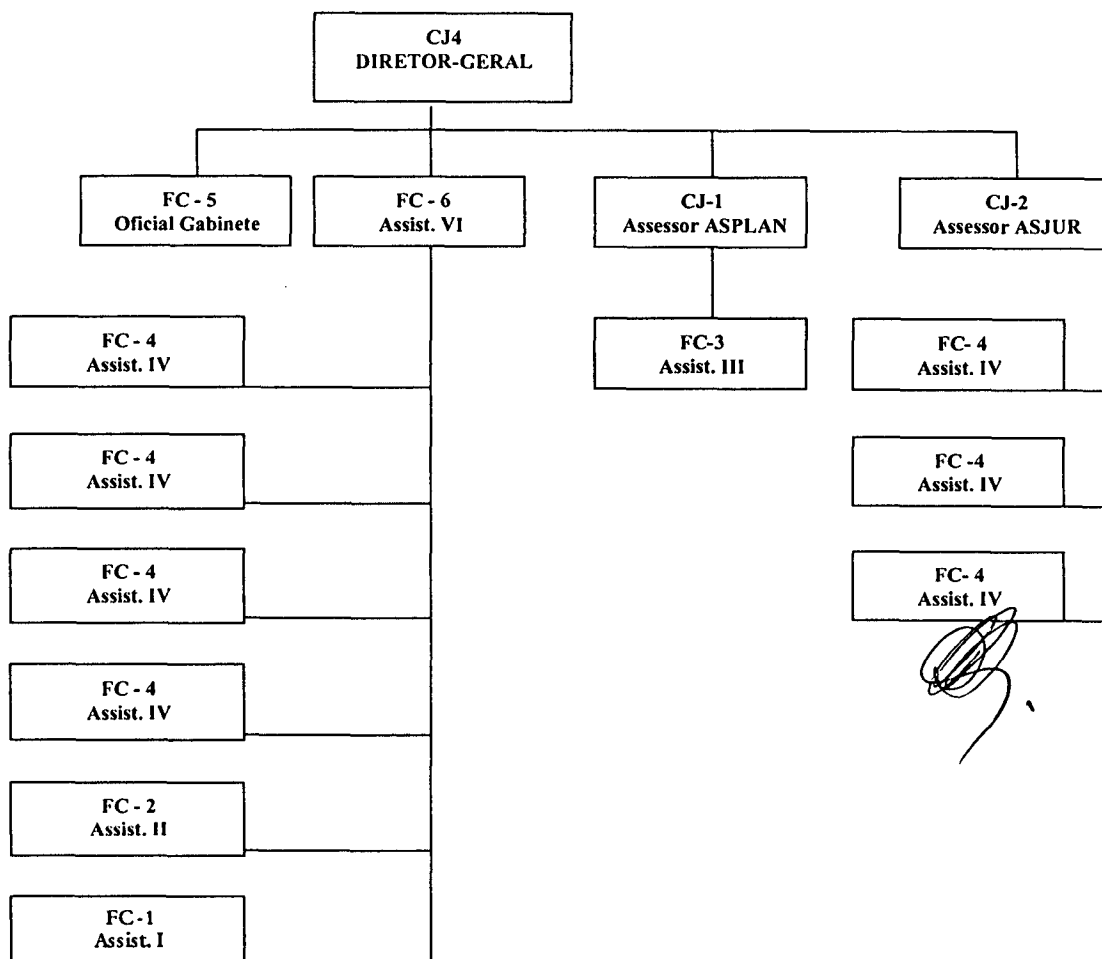 CJ4
DIRETOR-GERAL
FC - 5
Oficial Gabinete
FC - 6
Assist. VI
CJ-1
Assessor ASPLAN
CJ-2
Assessor ASJUR
FC - 4
Assist. IV
FC-3
Assist. III
FC- 4
Assist. IV
FC - 4
Assist. IV
FC -4
Assist. IV
FC - 4
Assist. IV
FC- 4
Assist. IV
FC - 4
Assist. IV
FC - 2
Assist. II
FC -1
Assist. I